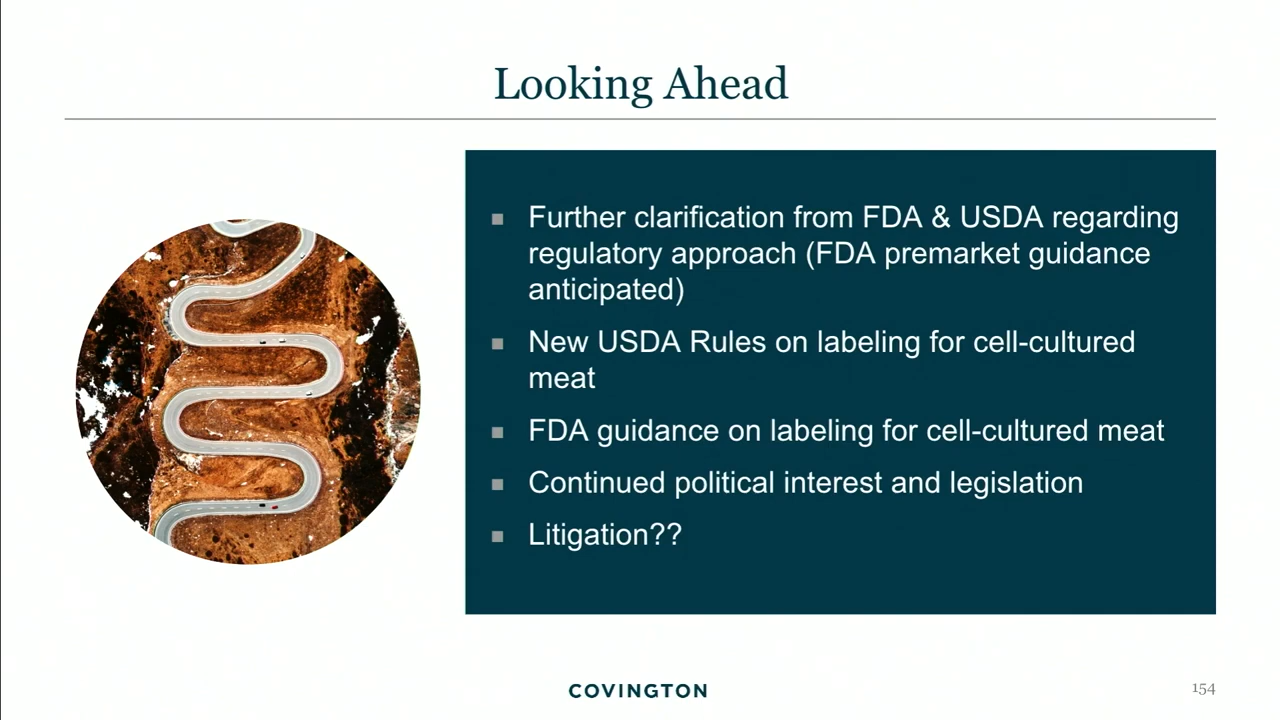 Looking Ahead
▪ Further clarification from FDA & USDA regarding
regulatory approach (FDA premarket guidance
anticipated)
▪ New USDA Rules on labeling for cell-cultured
meat
▪ FDA guidance on labeling for cell-cultured meat
▪ Continued political interest and legislation
▪ Litigation??
COVINGTON
154